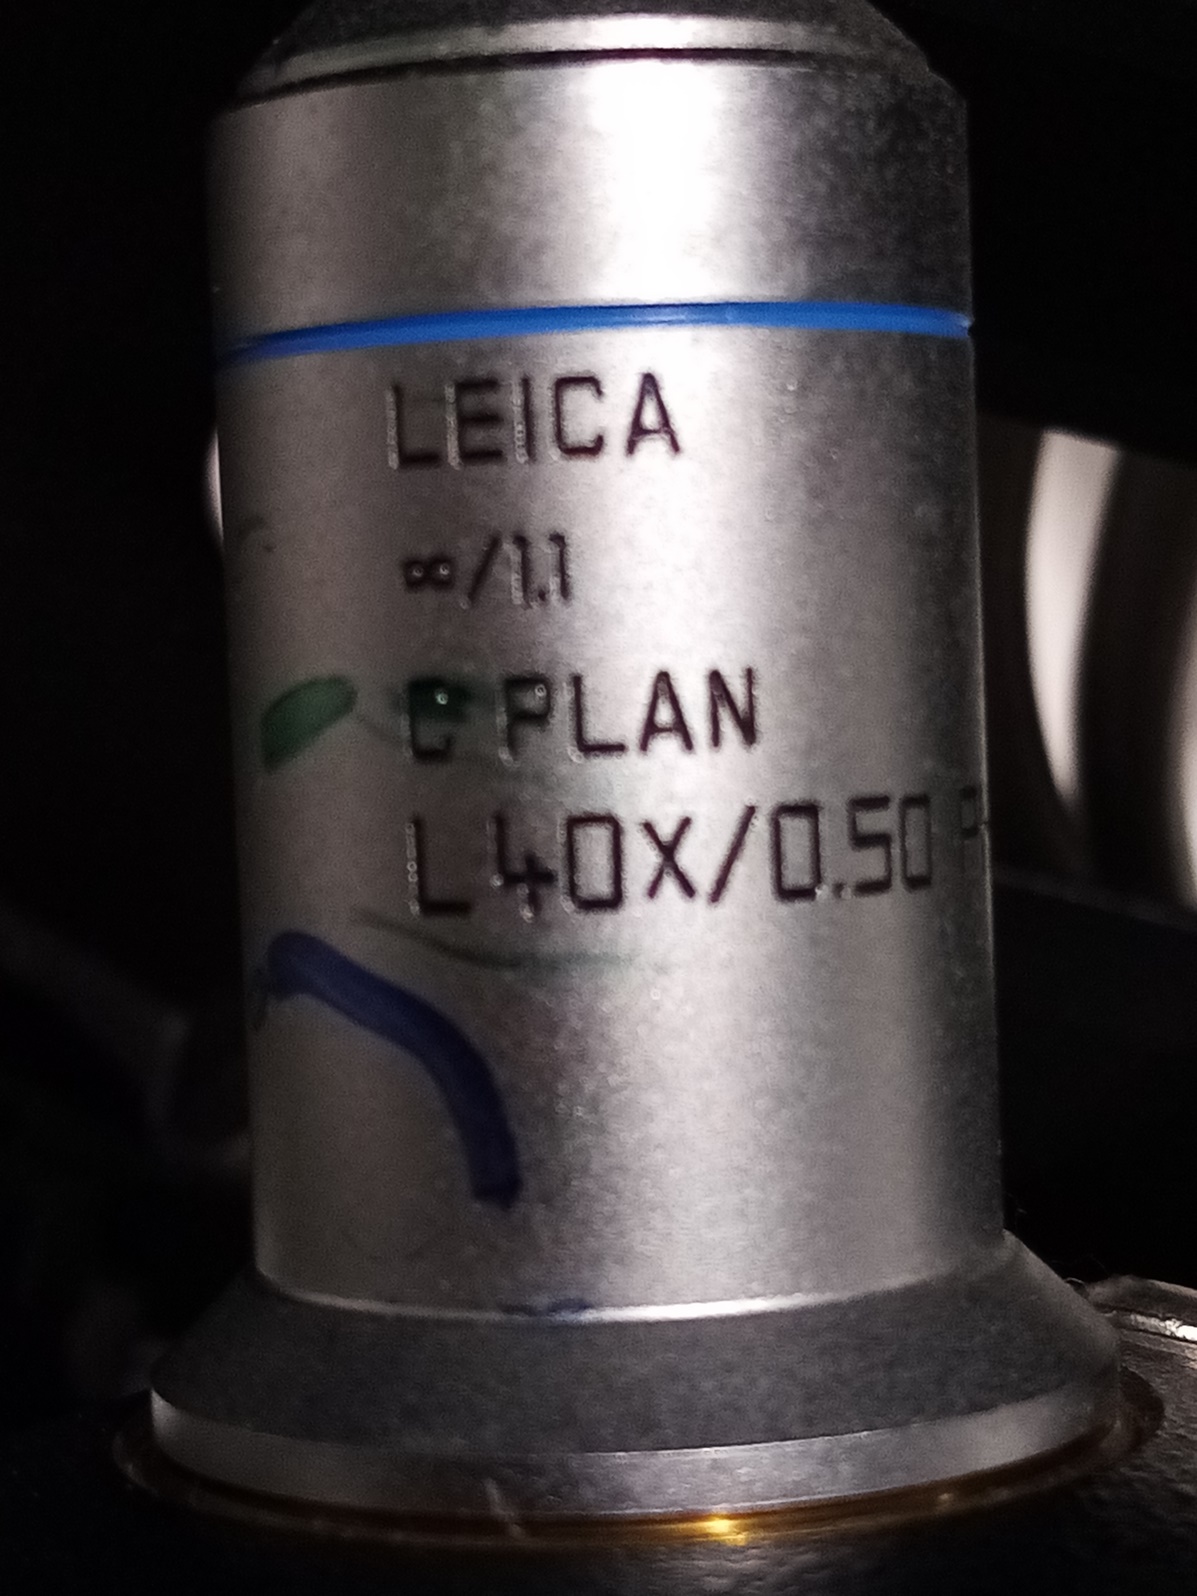 LEICA
∞/1.1
C PLAN
L 40X/0.50